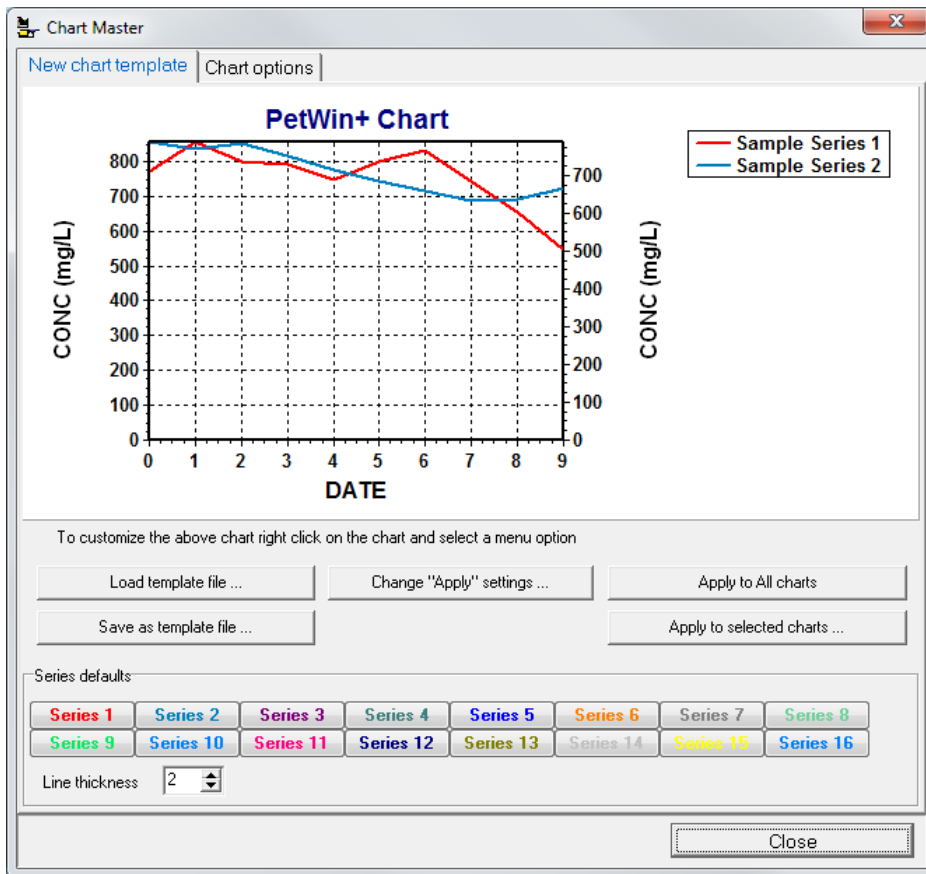 Chart Master
New chart template
Chart options
PetWin+ Chart
Sample Series 1
Sample Series 2
CONC (mg/L)
800
700
600
500
400
300
200
100
0
700
600
500
400
300
200
100
0
CONC (mg/L)
0 1 2 3 4 5 6 7 8 9
DATE
To customize the above chart right click on the chart and select a menu option
Load template file ... Change "Apply" settings ... Apply to All charts
Save as template file ... Apply to selected charts ...
Series defaults
Series 1 Series 2 Series 3 Series 4 Series 5 Series 6 Series 7 Series 8
Series 9 Series 10 Series 11 Series 12 Series 13 Series 14 Series 15 Series 16
Line thickness 2
Close